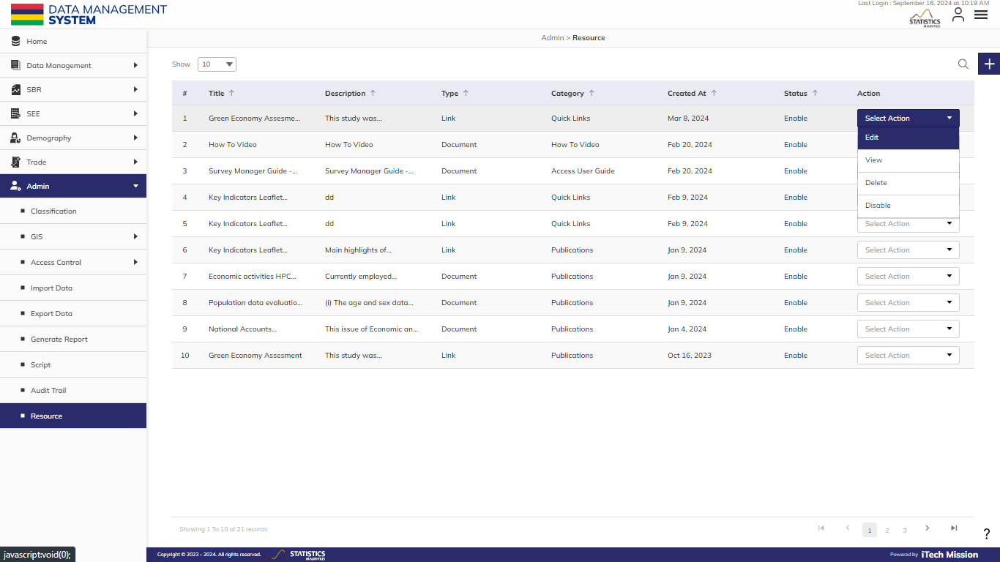 DATA MANAGEMENT
SYSTEM
Last Login : September 16, 2024 at 10:19 AM
STATISTICS
MAURITIUS
Home
Data Management
SBR
SEE
Demography
Trade
Admin
Classification
GIS
Access Control
Import Data
Export Data
Generate Report
Script
Audit Trail
Resource
Admin > Resource
Show 10
# Title Description Type Category Created At Status Action
1 Green Economy Assesme... This study was... Link Quick Links Mar 8, 2024 Enable Select Action
Edit
View
Delete
Disable
2 How To Video How To Video Document How To Video Feb 20, 2024 Enable
3 Survey Manager Guide -... Survey Manager Guide -... Document Access User Guide Feb 20, 2024 Enable
4 Key Indicators Leaflet... dd Link Quick Links Feb 9, 2024 Enable
5 Key Indicators Leaflet... dd Link Quick Links Feb 9, 2024 Enable Select Action
6 Key Indicators Leaflet... Main highlights of... Link Publications Jan 9, 2024 Enable Select Action
7 Economic activities HPC... Currently employed... Document Publications Jan 9, 2024 Enable Select Action
8 Population data evaluatio... (i) The age and sex data... Document Publications Jan 9, 2024 Enable Select Action
9 National Accounts... This issue of Economic an... Document Publications Jan 4, 2024 Enable Select Action
10 Green Economy Assesment This study was... Link Publications Oct 16, 2023 Enable Select Action
Showing 1 To 10 of 21 records
1 2 3
?
javascript:void(0);
Copyright © 2022 - 2024. All rights reserved.
STATISTICS
MAURITIUS
Powered by iTech Mission